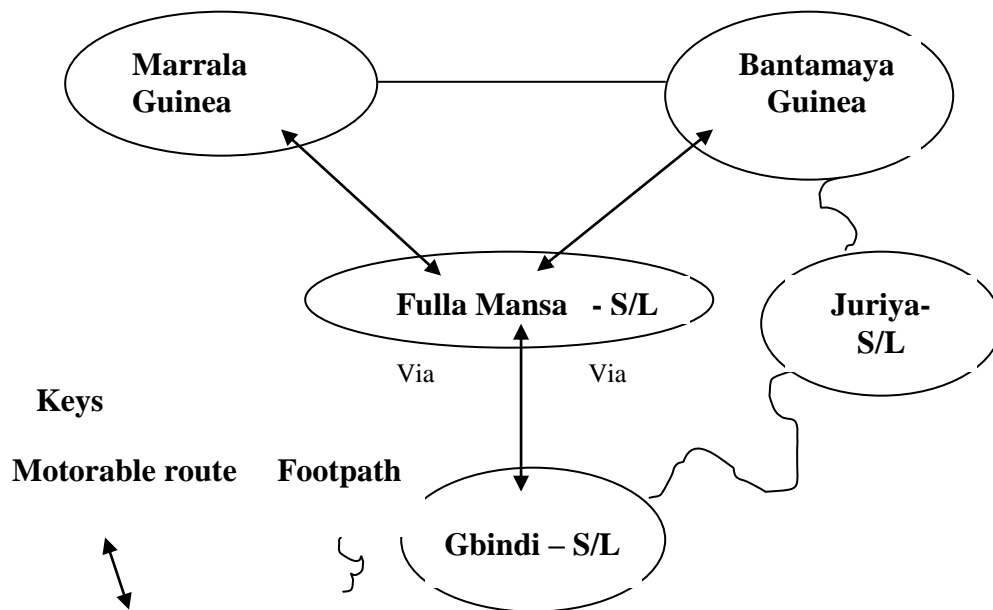 Marrala
Guinea
Bantamaya
Guinea
Fulla Mansa - S/L
Juriya-
S/L
Via Via
Keys
Motorable route Footpath
Gbindi – S/L